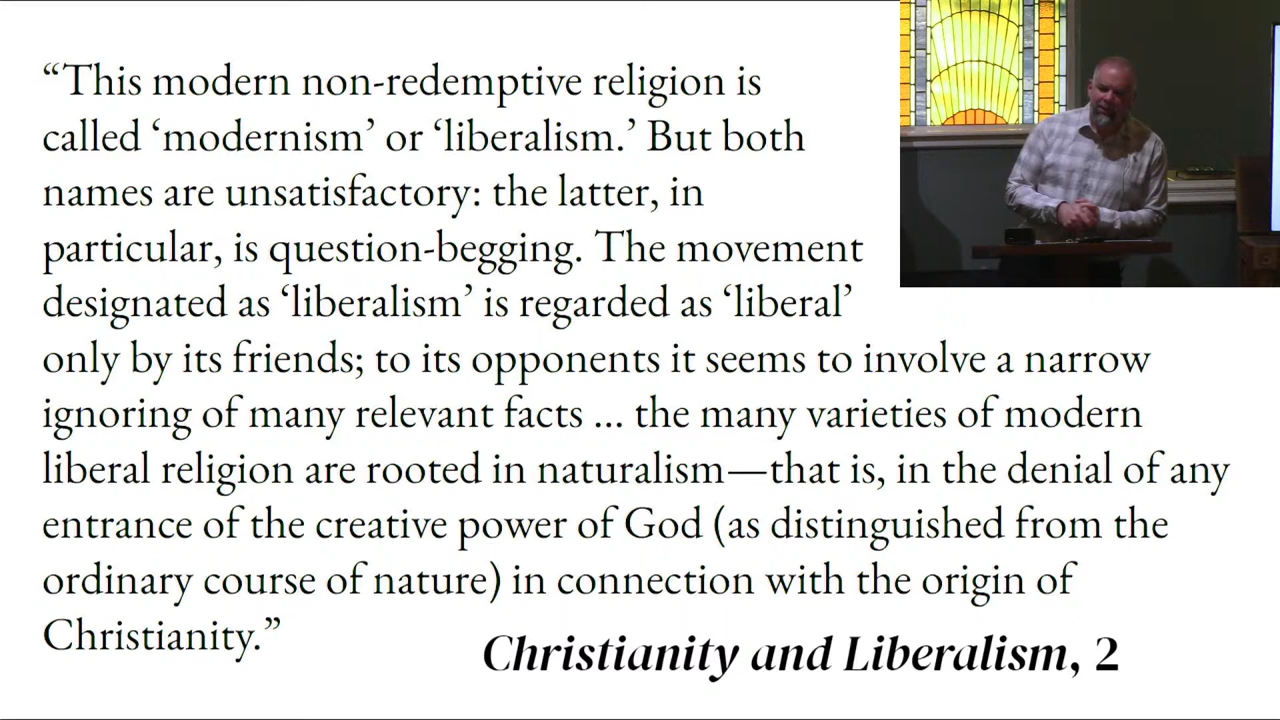 “This modern non-redemptive religion is
called ‘modernism’ or ‘liberalism.’ But both
names are unsatisfactory: the latter, in
particular, is question-begging. The movement
designated as ‘liberalism’ is regarded as ‘liberal’
only by its friends; to its opponents it seems to involve a narrow
ignoring of many relevant facts ... the many varieties of modern
liberal religion are rooted in naturalism—that is, in the denial of any
entrance of the creative power of God (as distinguished from the
ordinary course of nature) in connection with the origin of
Christianity.”
Christianity and Liberalism, 2